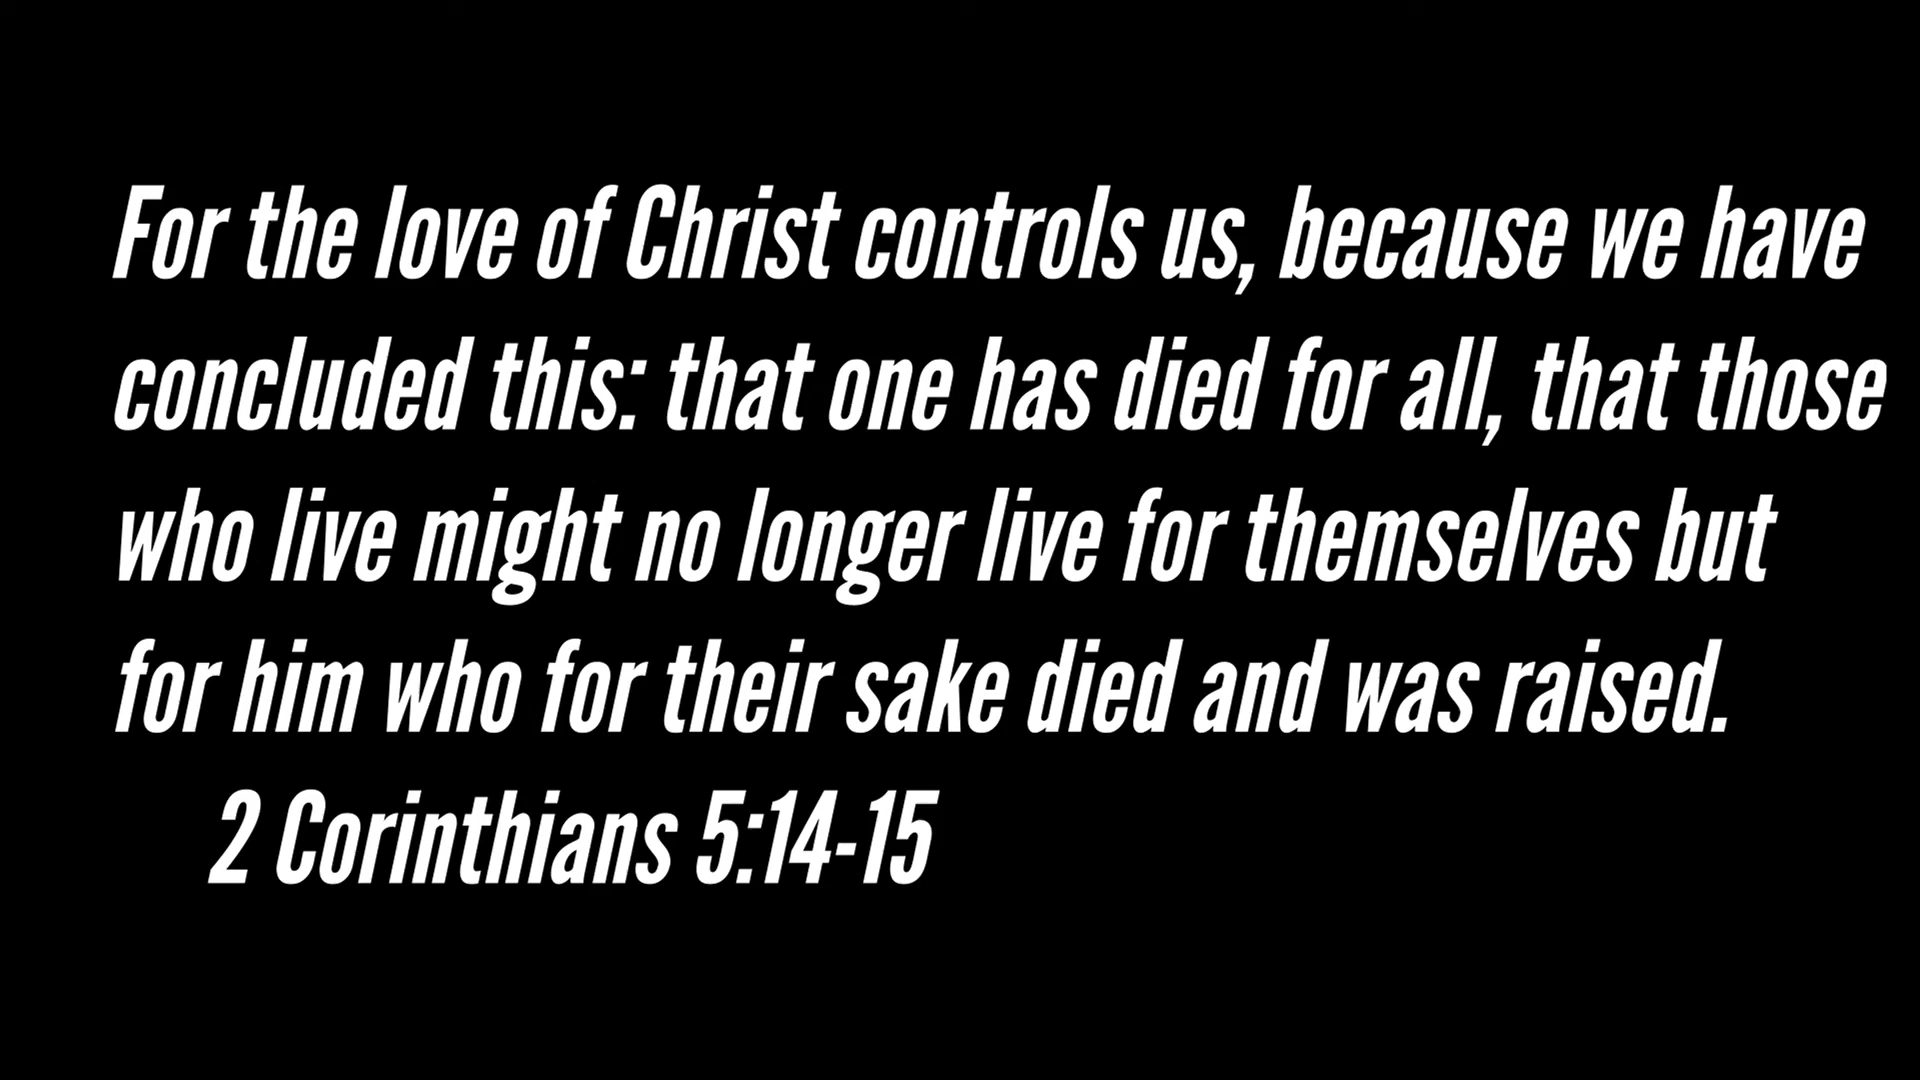 For the love of Christ controls us, because we have
concluded this: that one has died for all, that those
who live might no longer live for themselves but
for him who for their sake died and was raised.
2 Corinthians 5:14-15